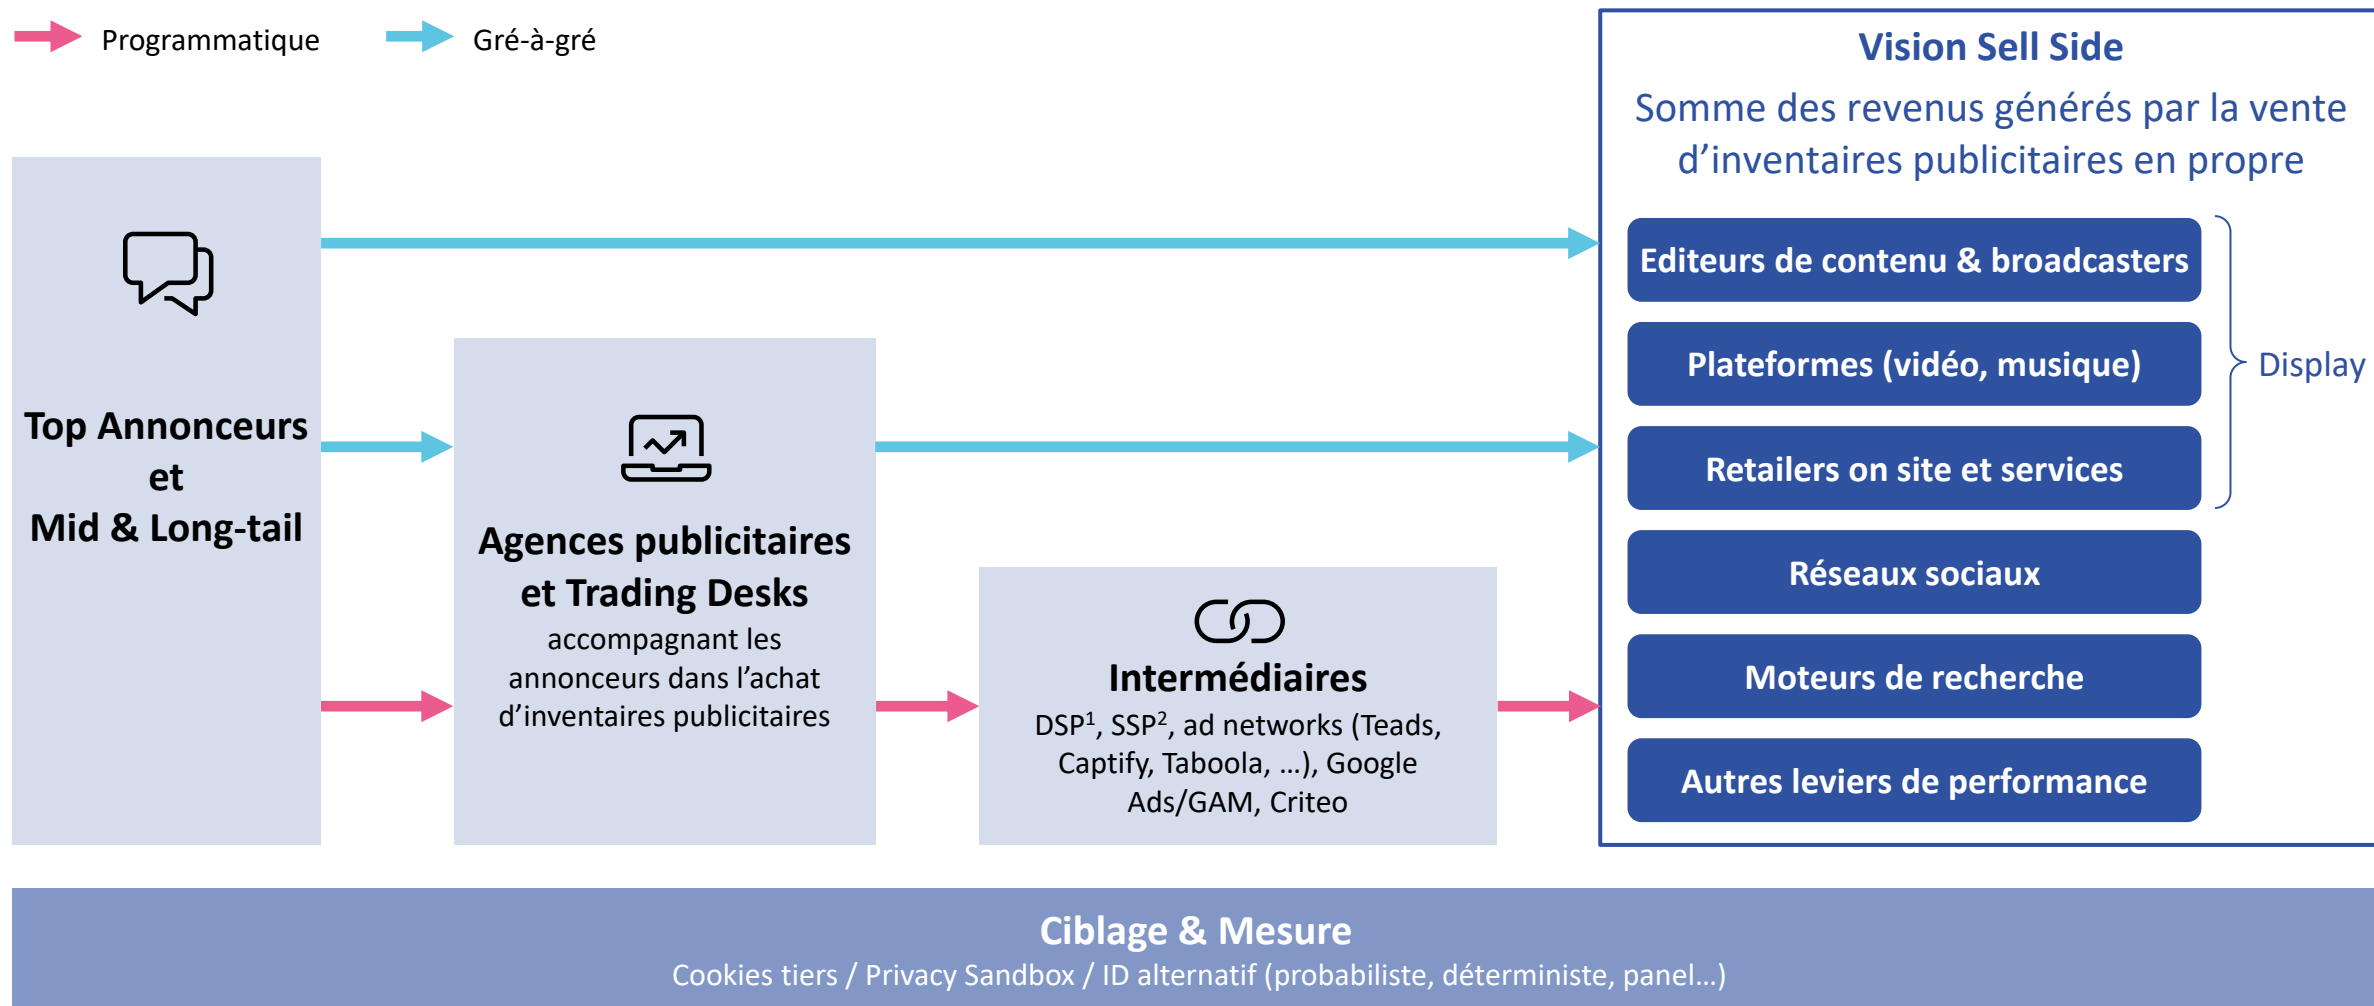 Programmatique
Gré-à-gré
Top Annonceurs
et
Mid & Long-tail
Agences publicitaires
et Trading Desks
accompagnant les
annonceurs dans l’achat
d’inventaires publicitaires
Intermédiaires
DSP¹, SSP², ad networks (Teads,
Captify, Taboola, …), Google
Ads/GAM, Criteo
Vision Sell Side
Somme des revenus générés par la vente
d’inventaires publicitaires en propre
Editeurs de contenu & broadcasters
Plateformes (vidéo, musique)
Retailers on site et services
Display
Réseaux sociaux
Moteurs de recherche
Autres leviers de performance
Ciblage & Mesure
Cookies tiers / Privacy Sandbox / ID alternatif (probabiliste, déterministe, panel…)